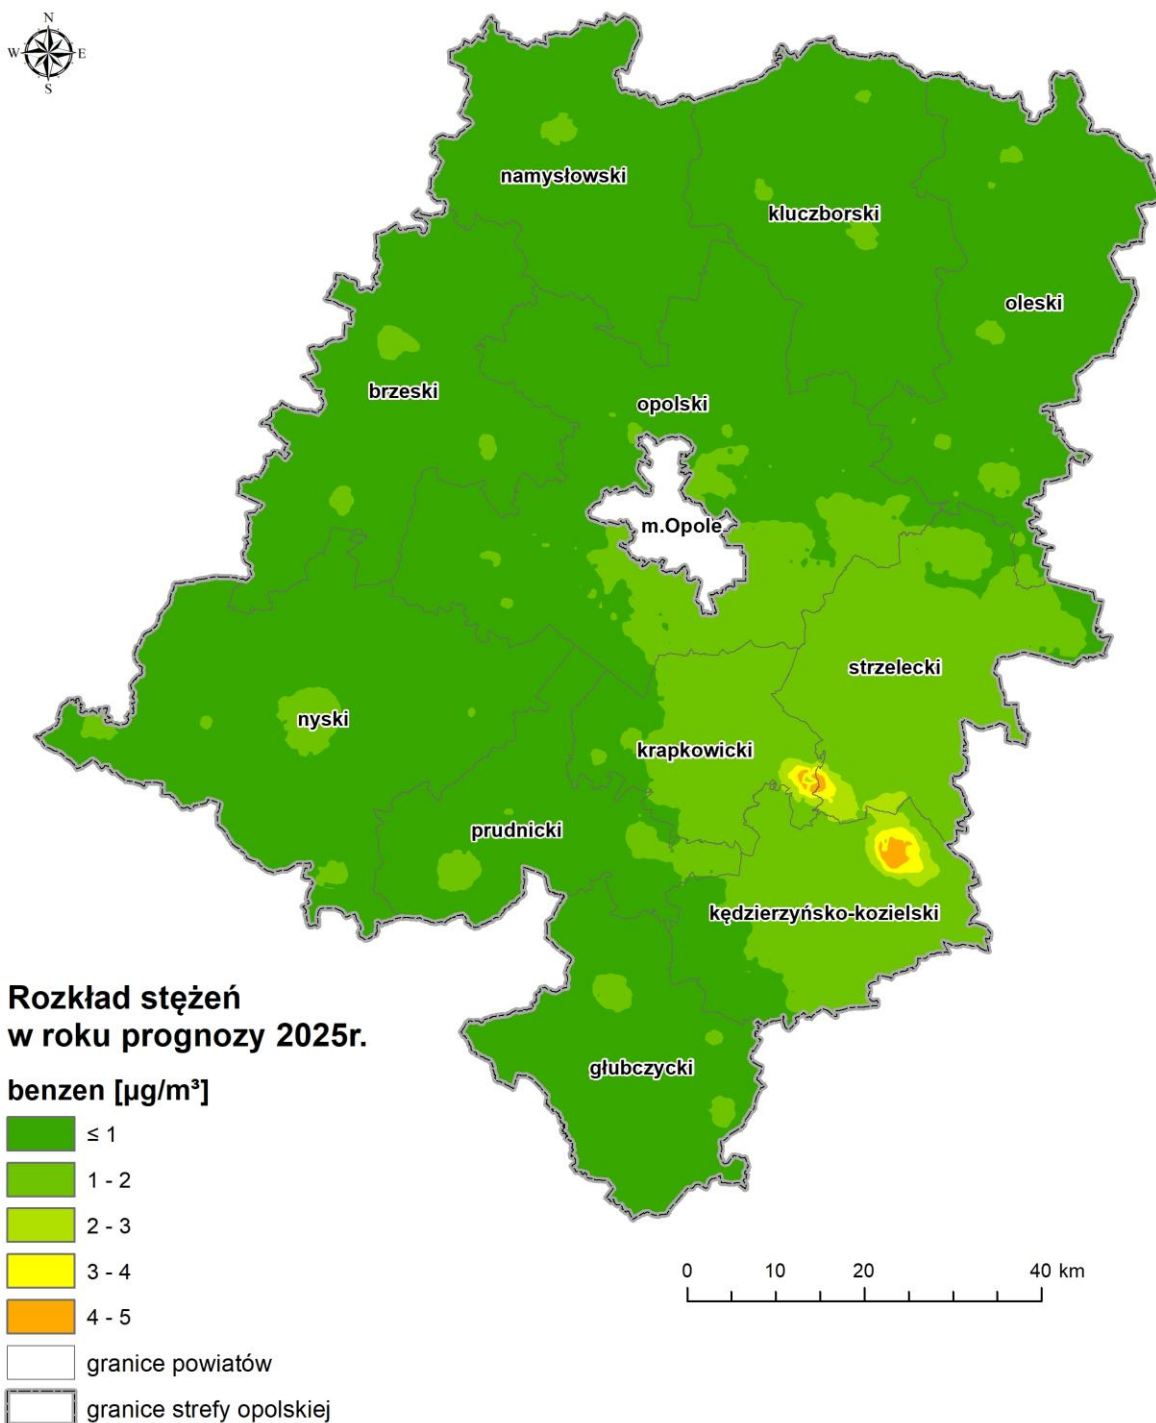 N
W E
S
namysłowski
kluczborski
oleski
brzeski
opolski
m.Opole
strzelecki
nyski
krapkowicki
prudnicki
kędzierzyńsko-kozielski
głubczycki
Rozkład stężeń
w roku prognozy 2025r.
benzen [µg/m³]
≤ 1
1 - 2
2 - 3
3 - 4
4 - 5
granice powiatów
granice strefy opolskiej
0 10 20 40 km